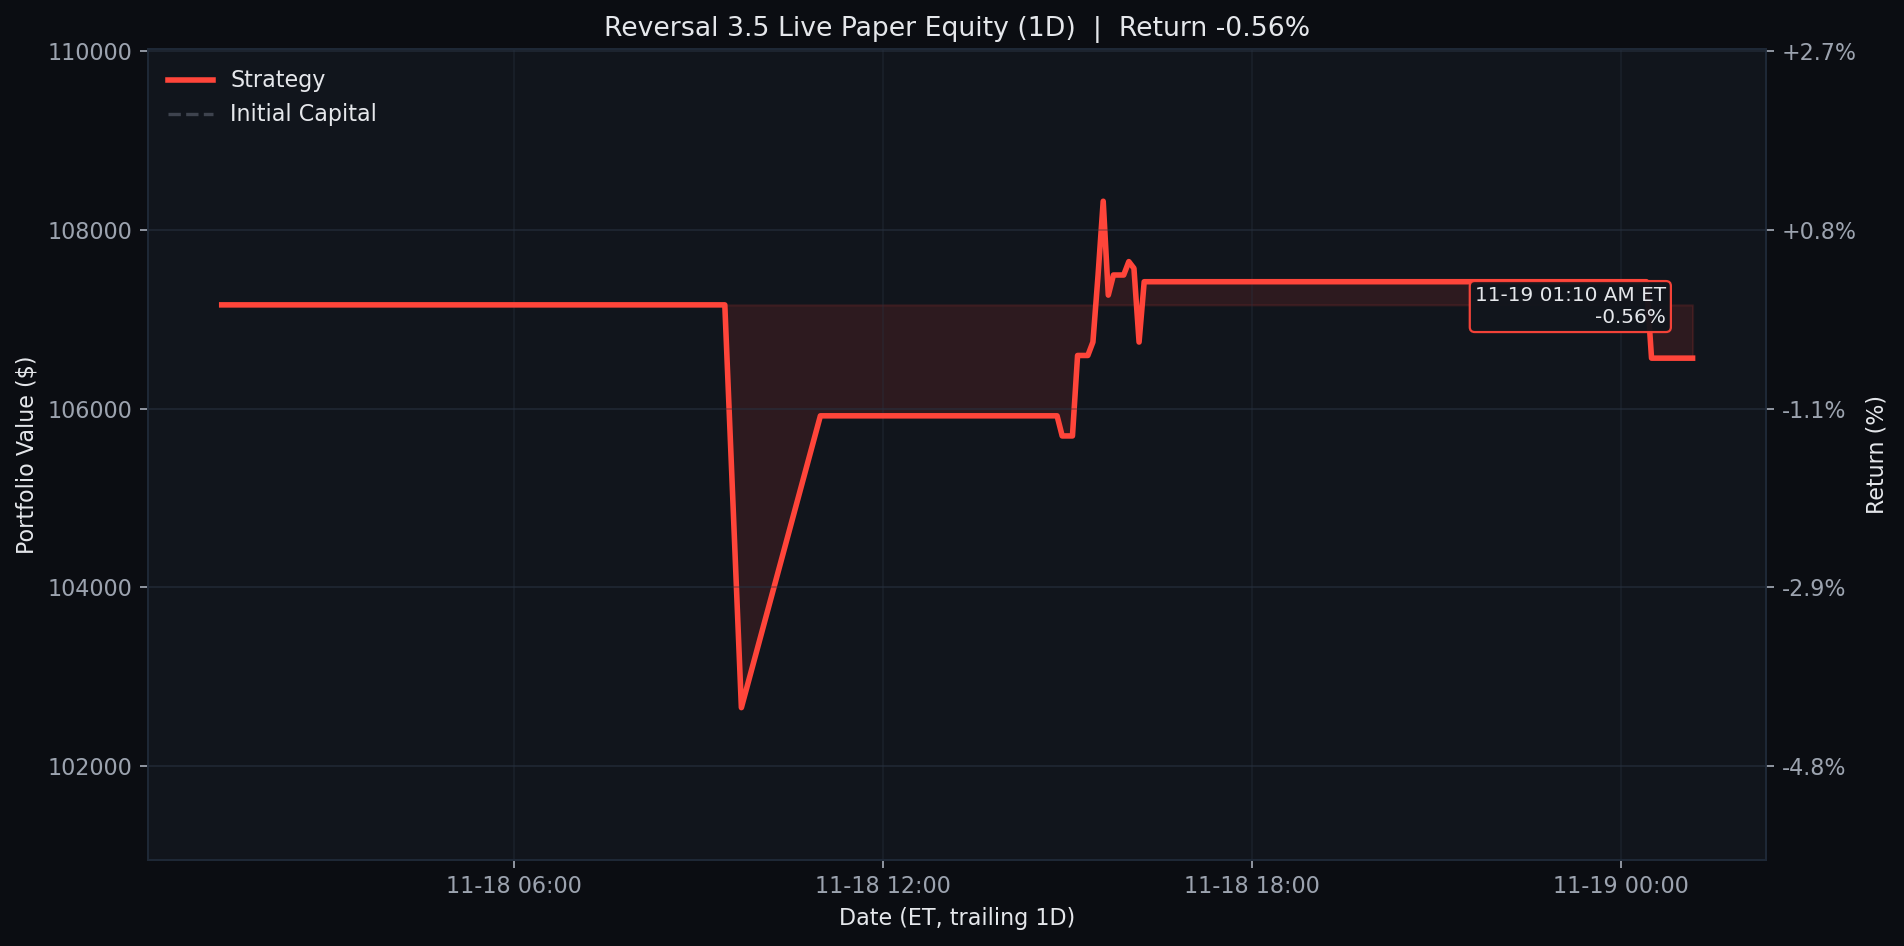 Reversal 3.5 Live Paper Equity (1D) | Return -0.56%
110000
108000
106000
104000
102000
Portfolio Value ($)
Strategy
Initial Capital
11-19 01:10 AM ET
-0.56%
+2.7%
+0.8%
-1.1%
-2.9%
-4.8%
Return (%)
11-18 06:00
11-18 12:00
11-18 18:00
11-19 00:00
Date (ET, trailing 1D)